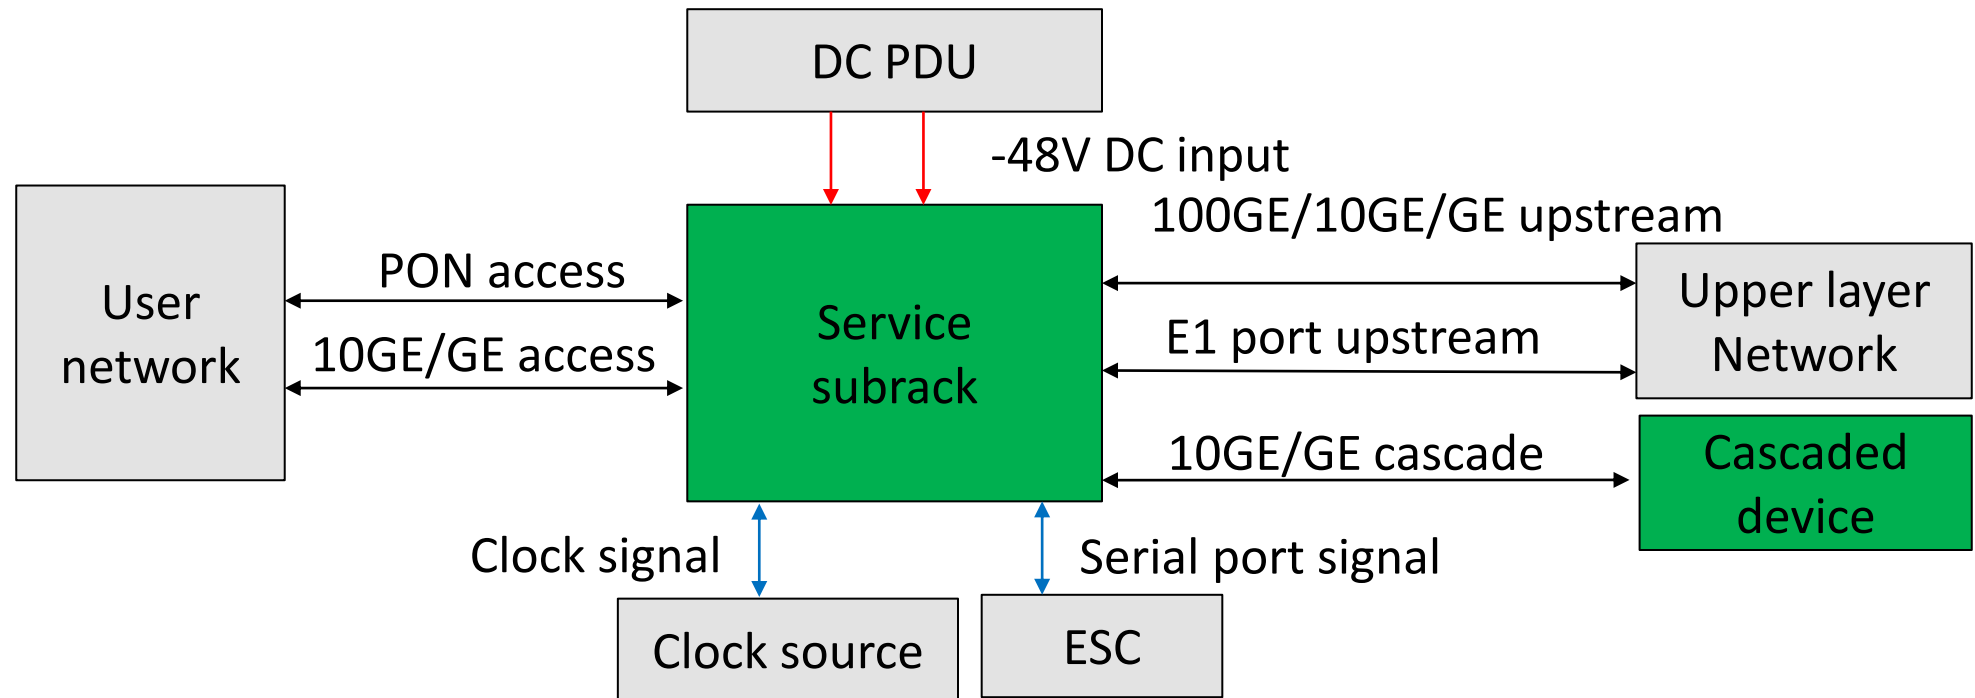 DC PDU
-48V DC input
100GE/10GE/GE upstream
User
network
PON access
10GE/GE access
Service
subrack
E1 port upstream
Upper layer
Network
10GE/GE cascade
Cascaded
device
Clock signal
Serial port signal
Clock source
ESC